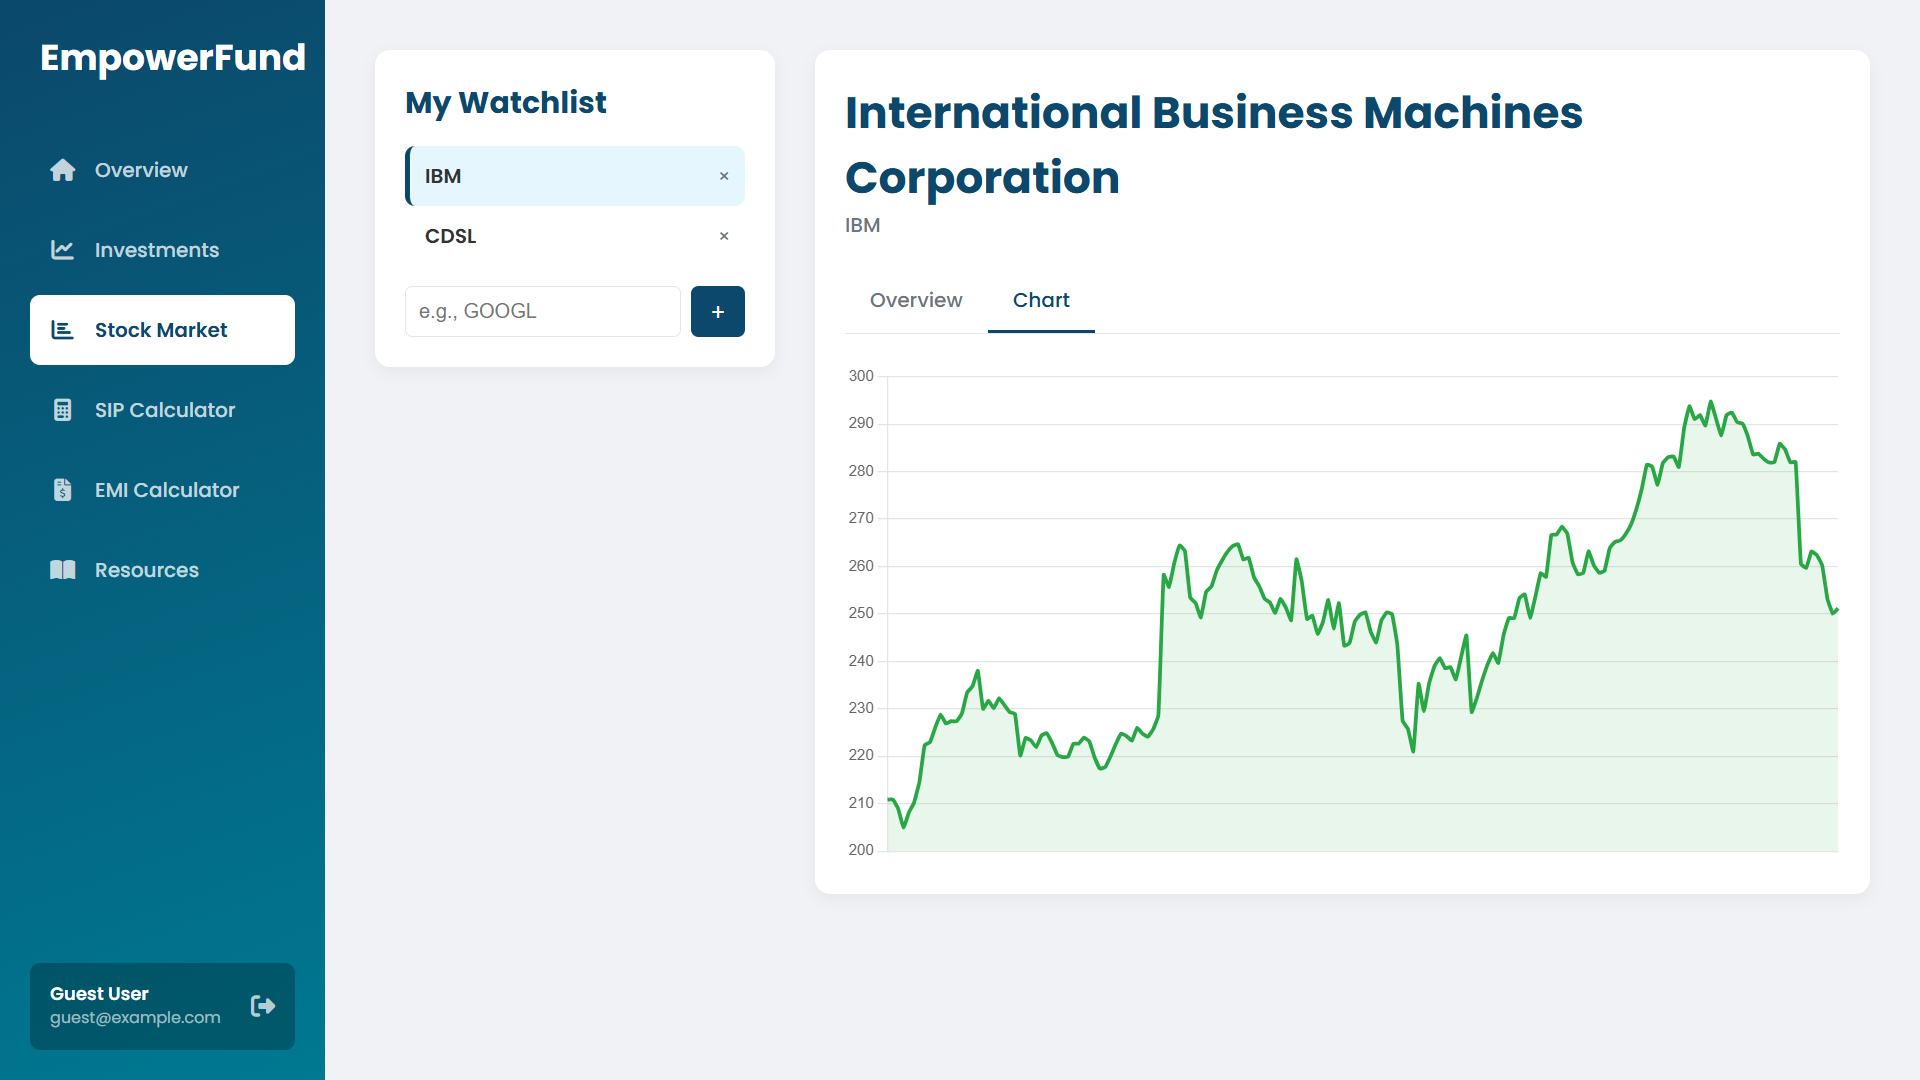 EmpowerFund
Overview
Investments
Stock Market
SIP Calculator
EMI Calculator
Resources
Guest User
guest@example.com
My Watchlist
IBM ×
CDSL ×
e.g., GOOGL +
International Business Machines
Corporation
IBM
Overview Chart
300
290
280
270
260
250
240
230
220
210
200